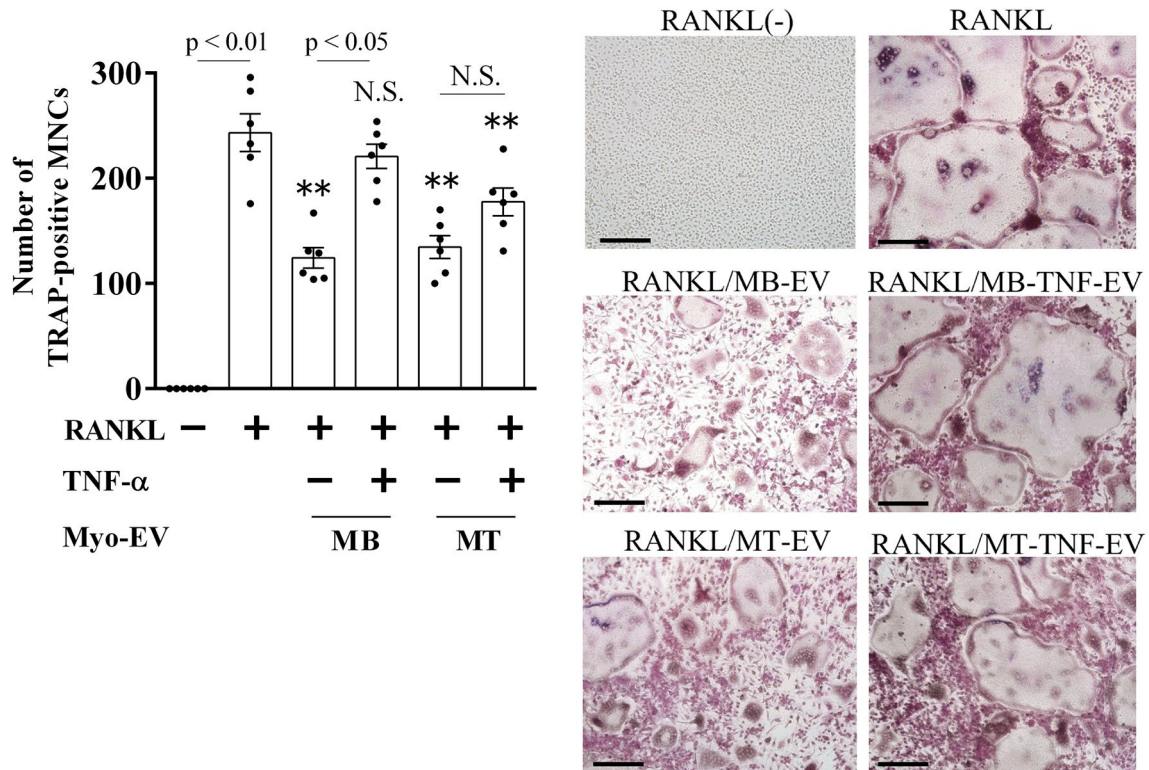 p < 0.01
p < 0.05
N.S.
N.S.
**
**
**
300
200
100
0
Number of
TRAP-positive MNCs
RANKL − + + + + +
TNF-α − + − +
Myo-EV MB MT
RANKL(-)
RANKL
RANKL/MB-EV
RANKL/MB-TNF-EV
RANKL/MT-EV
RANKL/MT-TNF-EV